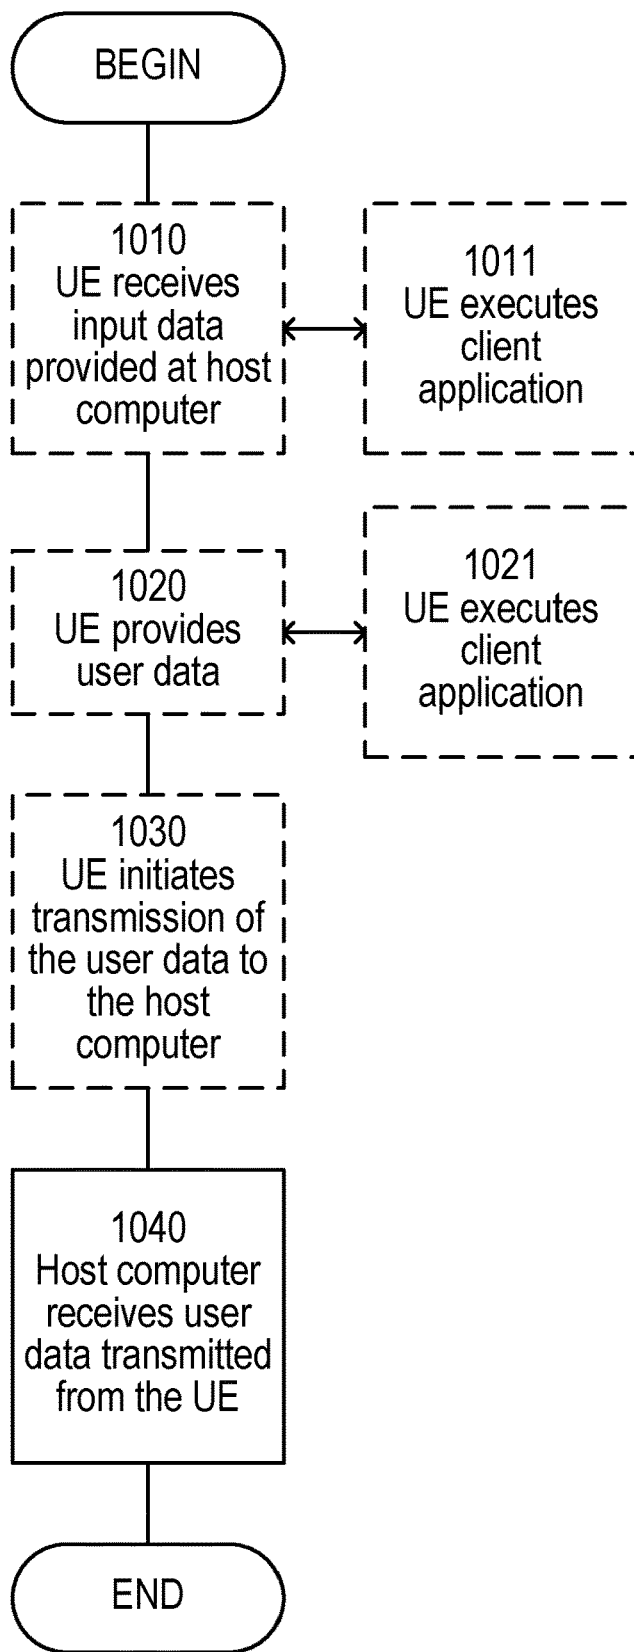 BEGIN
1010
UE receives
input data
provided at host
computer
1011
UE executes
client
application
1020
UE provides
user data
1021
UE executes
client
application
1030
UE initiates
transmission of
the user data to
the host
computer
1040
Host computer
receives user
data transmitted
from the UE
END